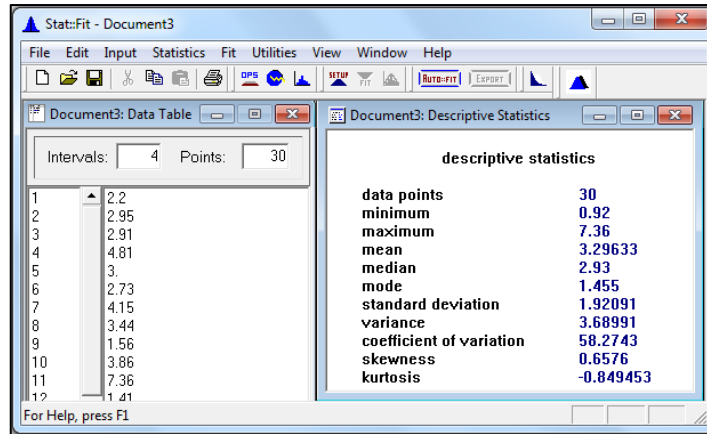 Stat::Fit - Document3
File Edit Input Statistics Fit Utilities View Window Help
OPS SETUP FIT AUTO::FIT EXPORT
Document3: Data Table
Intervals: 4 Points: 30
1 2.2
2 2.95
3 2.91
4 4.81
5 3.
6 2.73
7 4.15
8 3.44
9 1.56
10 3.86
11 7.36
12 1.41
Document3: Descriptive Statistics
descriptive statistics
data points 30
minimum 0.92
maximum 7.36
mean 3.29633
median 2.93
mode 1.455
standard deviation 1.92091
variance 3.68991
coefficient of variation 58.2743
skewness 0.6576
kurtosis -0.849453
For Help, press F1